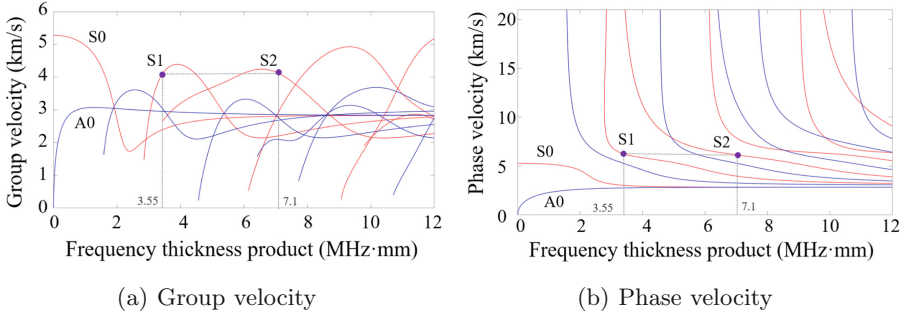 (a)
Group velocity (km/s)
6
5
4
3
2
1
0
S0
S1
S2
A0
3.55
7.1
0
2
4
6
8
10
12
Frequency thickness product (MHz·mm)
(a) Group velocity
(b)
Phase velocity (km/s)
20
15
10
5
0
S1
S2
S0
A0
3.55
7.1
0
2
4
6
8
10
12
Frequency thickness product (MHz·mm)
(b) Phase velocity